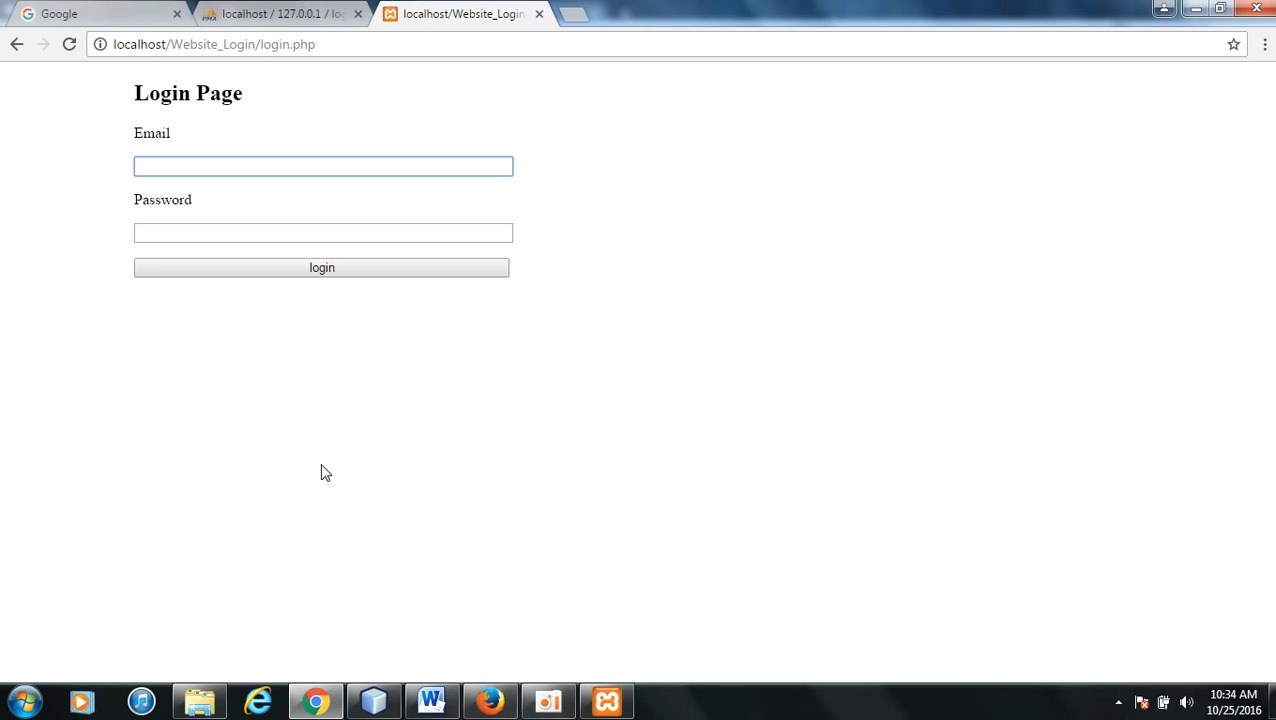 Google
localhost / 127.0.0.1 / lo
localhost/Website_Login
localhost/Website_Login/login.php
Login Page
Email
Password
login
10:34 AM
10/25/2016